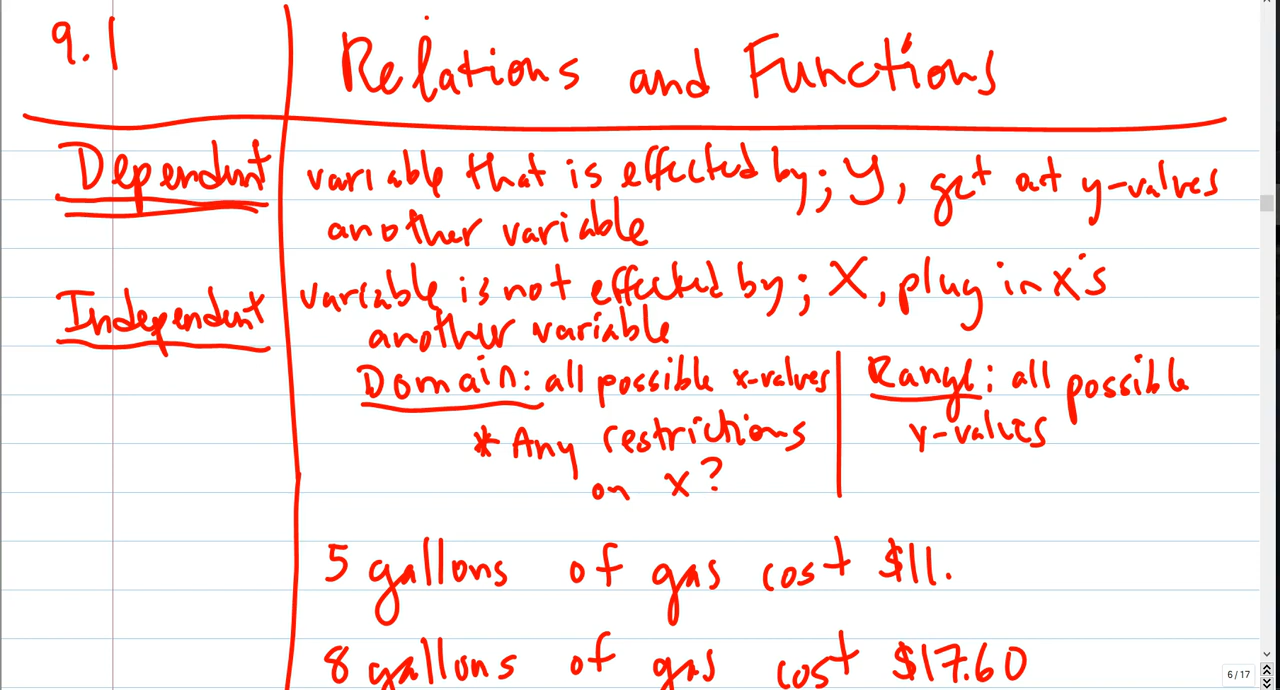 9.1 Relations and Functions
Dependent variable that is effected by; Y, get out y-values
another variable
Independent variable is not effected by; X, plug in x's
another variable
Domain: all possible x-values Range: all possible
y-values
* Any restrictions
on x?
5 gallons of gas cost $11.
8 gallons of gas cost $17.60
6 / 17